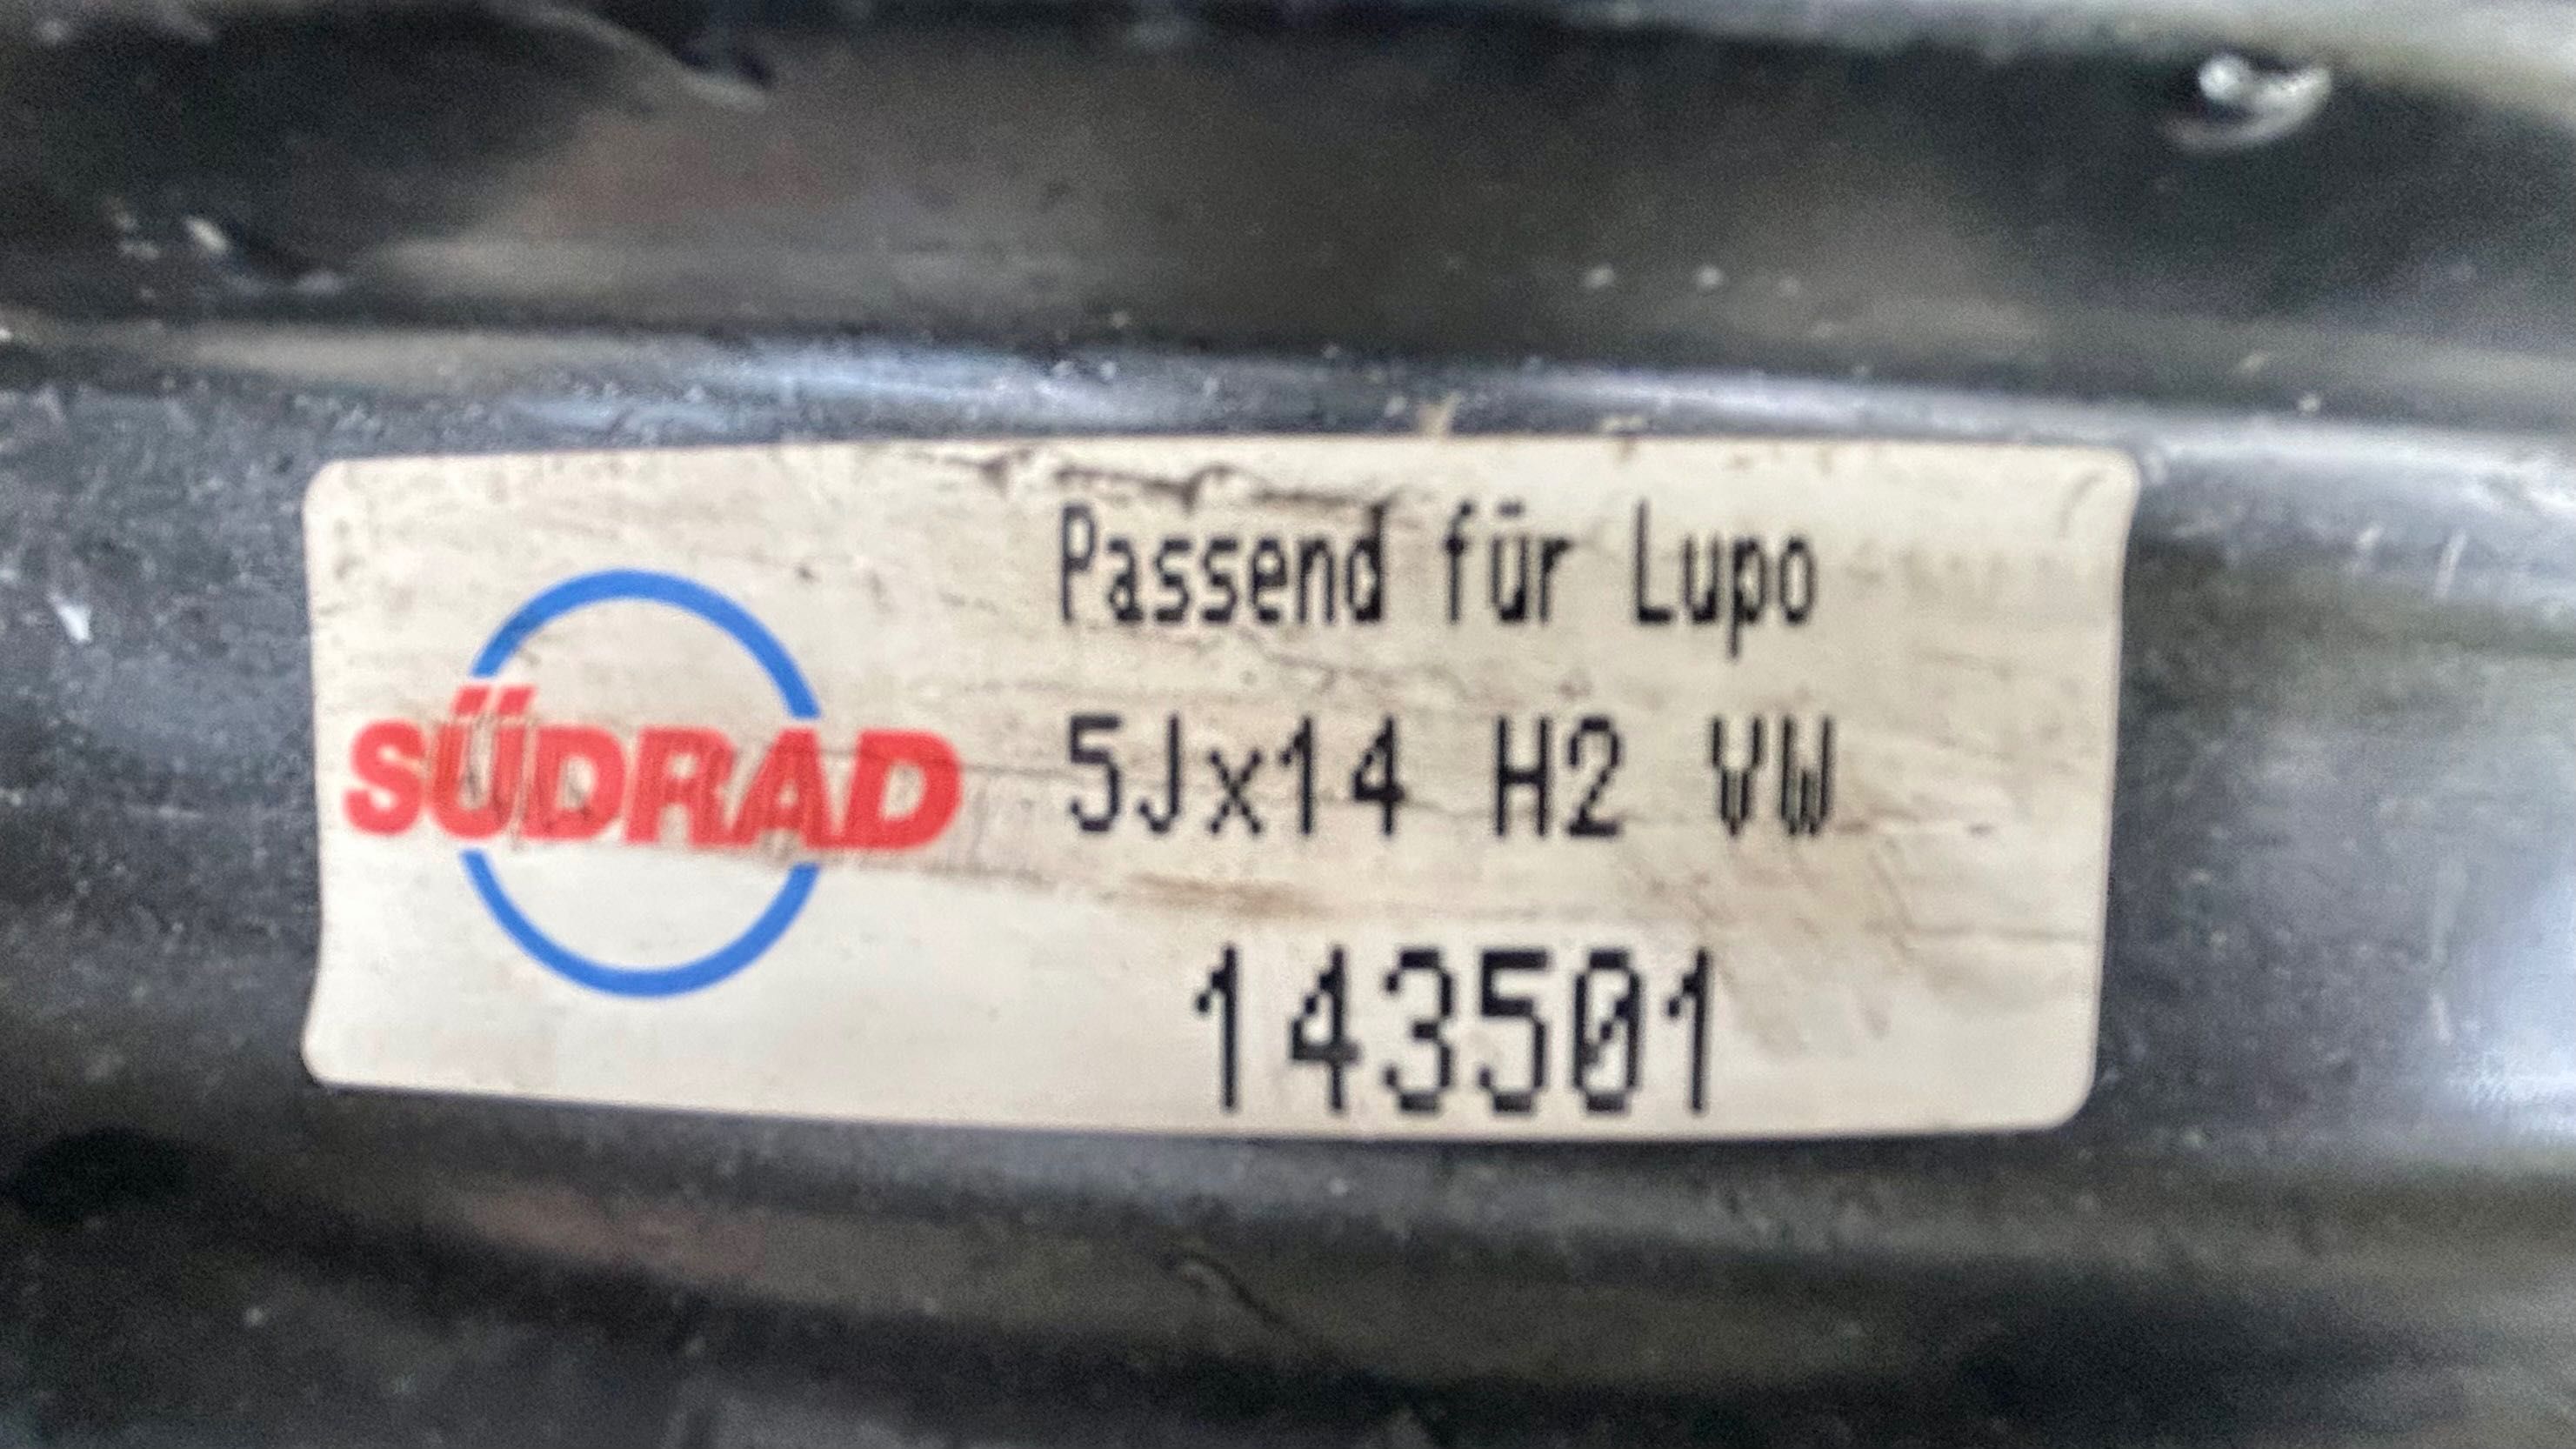 SÜDRAD
Passend für Lupo
5Jx14 H2 VW
143501